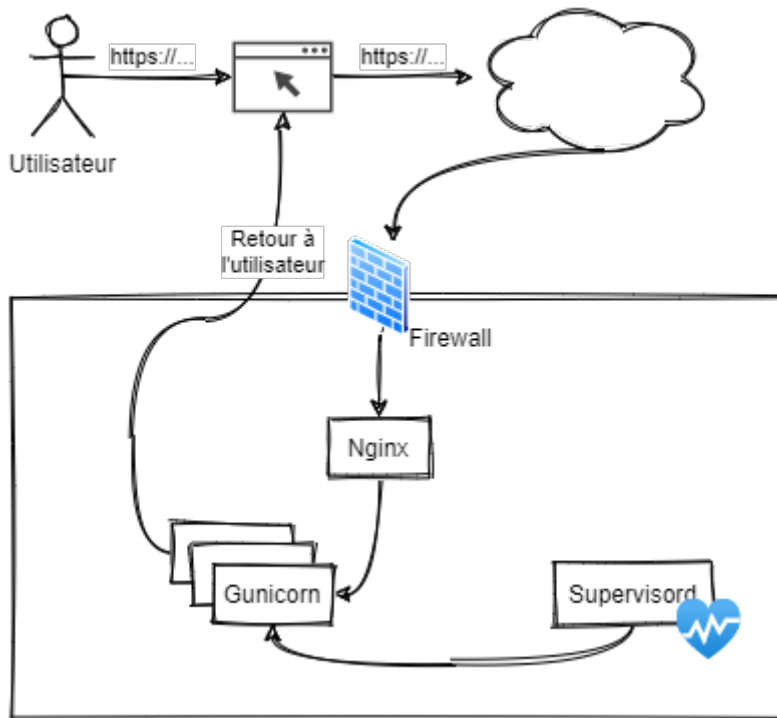 https://...
https://...
Utilisateur
Retour à
l'utilisateur
Firewall
Nginx
Gunicorn
Supervisord